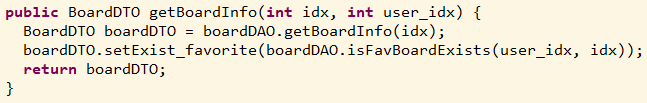 public BoardDTO getBoardInfo(int idx, int user_idx) {
  BoardDTO boardDTO = boardDAO.getBoardInfo(idx);
  boardDTO.setExist_favorite(boardDAO.isFavBoardExists(user_idx, idx));
  return boardDTO;
}